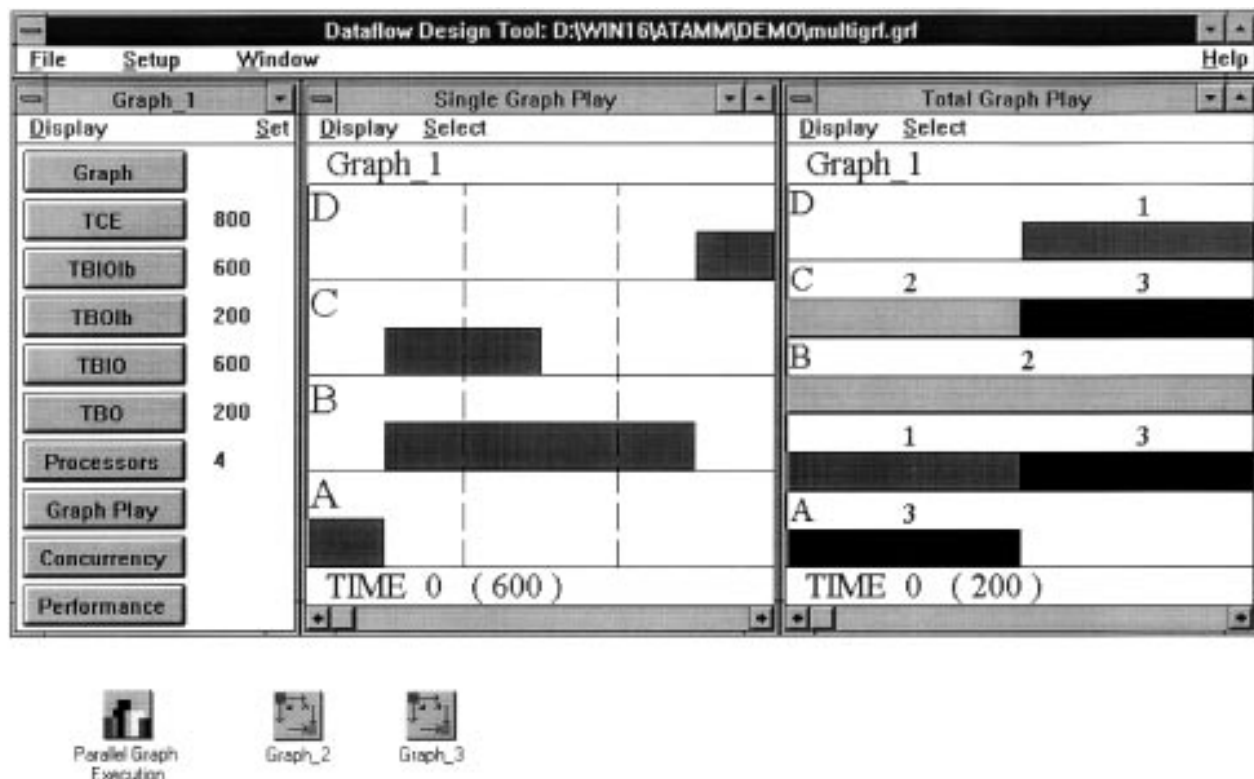 Dataflow Design Tool: D:\WIN16\ATAMM\DEMO\multigrf.grf
File Setup Window Help
Graph_1
Display Set
Graph
TCE 800
TBIOlb 600
TBOlb 200
TBIO 600
TBO 200
Processors 4
Graph Play
Concurrency
Performance
Single Graph Play
Display Select
Graph_1
D
C
B
A
TIME 0 ( 600 )
Total Graph Play
Display Select
Graph_1
D 1
C 2 3
B 2
1 3
A 3
TIME 0 ( 200 )
Parallel Graph
Execution
Graph_2
Graph_3